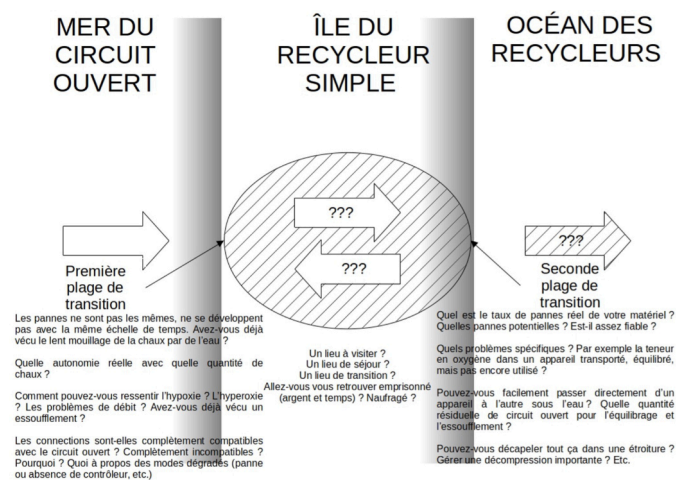 MER DU
CIRCUIT
OUVERT
ÎLE DU
RECYCLEUR
SIMPLE
OCÉAN DES
RECYCLEURS
???
???
???
Première
plage de
transition
Les pannes ne sont pas les mêmes, ne se développent
pas avec la même échelle de temps. Avez-vous déjà
vécu le lent mouillage de la chaux par de l'eau ?
Quelle autonomie réelle avec quelle quantité de
chaux ?
Comment pouvez-vous ressentir l'hypoxie ? L'hyperoxie
? Les problèmes de débit ? Avez-vous déjà vécu un
essoufflement ?
Les connections sont-elles complètement compatibles
avec le circuit ouvert ? Complètement incompatibles ?
Pourquoi ? Quoi à propos des modes dégradés (panne
ou absence de contrôleur, etc.)
Un lieu à visiter ?
Un lieu de séjour ?
Un lieu de transition ?
Allez-vous vous retrouver emprisonné
(argent et temps) ? Naufragé ?
Seconde
plage de
transition
Quel est le taux de pannes réel de votre matériel ?
Quelles pannes potentielles ? Est-il assez fiable ?
Quels problèmes spécifiques ? Par exemple la teneur
en oxygène dans un appareil transporté, équilibré,
mais pas encore utilisé ?
Pouvez-vous facilement passer directement d'un
appareil à l'autre sous l'eau ? Quelle quantité
résiduelle de circuit ouvert pour l'équilibrage et
l'essoufflement ?
Pouvez-vous décapeler tout ça dans une étroiture ?
Gérer une décompression importante ? Etc.